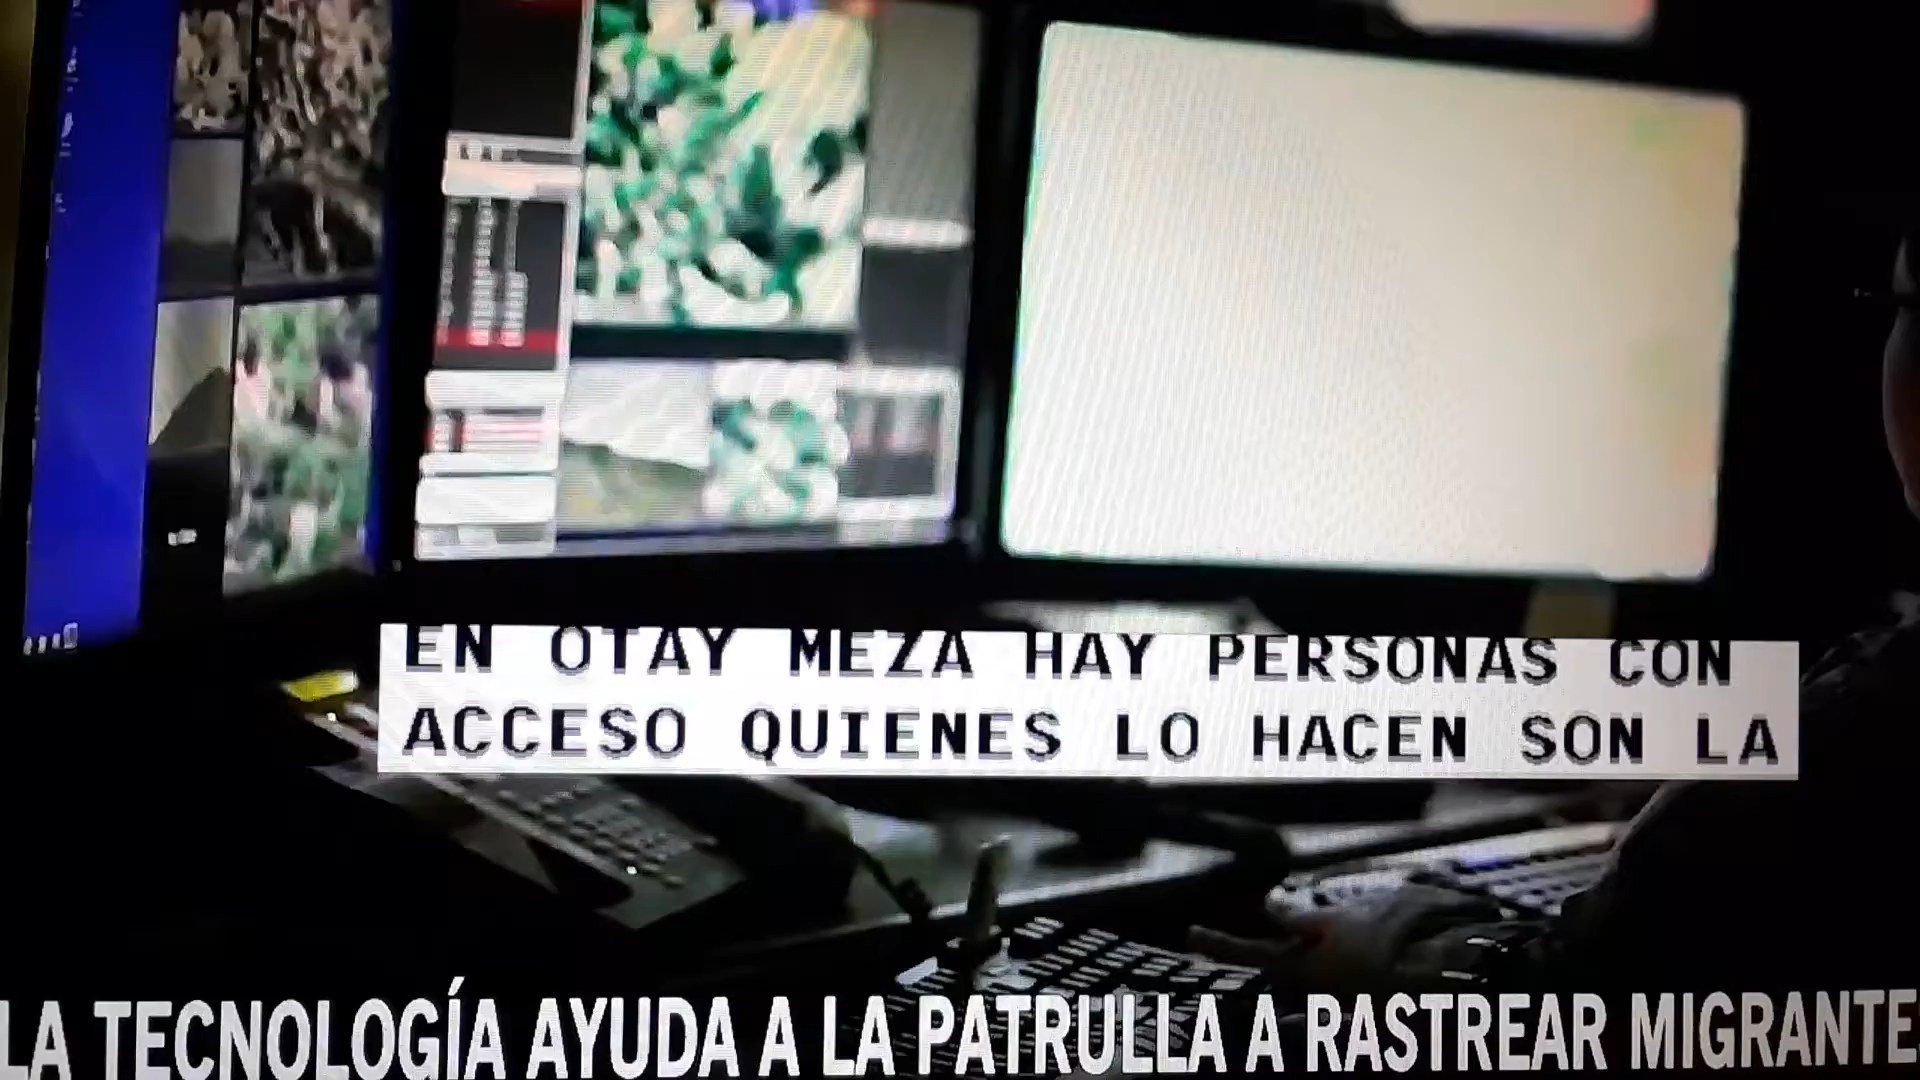 EN OTAY MEZA HAY PERSONAS CON
ACCESO QUIENES LO HACEN SON LA
LA TECNOLOGÍA AYUDA A LA PATRULLA A RASTREAR MIGRANTE